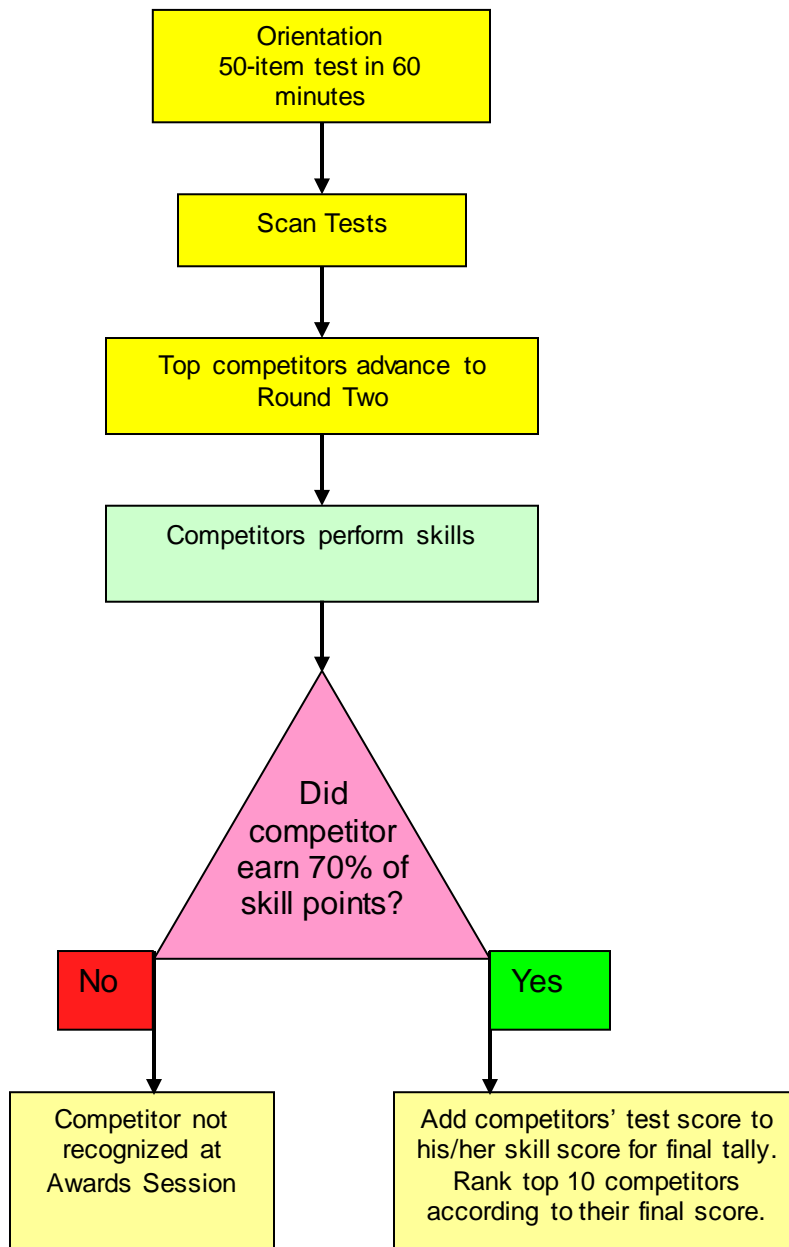 Orientation
50-item test in 60
minutes
Scan Tests
Top competitors advance to
Round Two
Competitors perform skills
Did
competitor
earn 70% of
skill points?
No
Yes
Competitor not
recognized at
Awards Session
Add competitors’ test score to
his/her skill score for final tally.
Rank top 10 competitors
according to their final score.